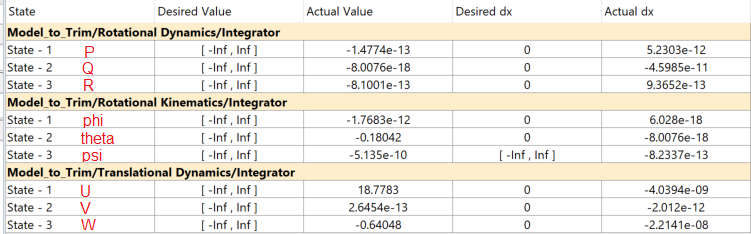 State Desired Value Actual Value Desired dx Actual dx
Model_to_Trim/Rotational Dynamics/Integrator
State - 1 P [ -Inf , Inf ] -1.4774e-13 0 5.2303e-12
State - 2 Q [ -Inf , Inf ] -8.0076e-18 0 -4.5985e-11
State - 3 R [ -Inf , Inf ] -8.1001e-13 0 9.3652e-13
Model_to_Trim/Rotational Kinematics/Integrator
State - 1 phi [ -Inf , Inf ] -1.7683e-12 0 6.028e-18
State - 2 theta [ -Inf , Inf ] -0.18042 0 -8.0076e-18
State - 3 psi [ -Inf , Inf ] -5.135e-10 [ -Inf , Inf ] -8.2337e-13
Model_to_Trim/Translational Dynamics/Integrator
State - 1 U [ -Inf , Inf ] 18.7783 0 -4.0394e-09
State - 2 V [ -Inf , Inf ] 2.6454e-13 0 -2.012e-12
State - 3 W [ -Inf , Inf ] -0.64048 0 -2.2141e-08